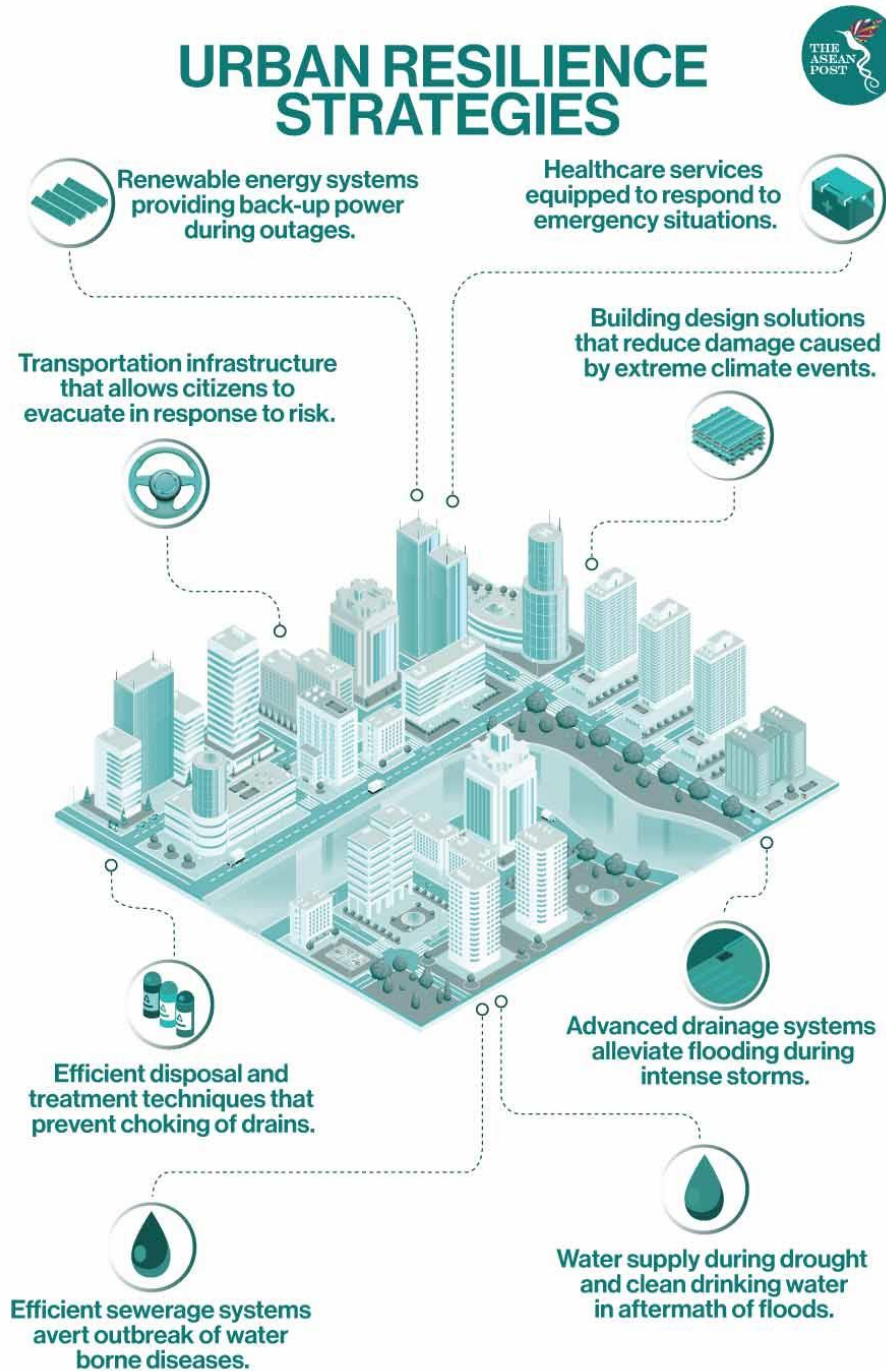 URBAN RESILIENCE
STRATEGIES
THE
ASEAN
POST
Renewable energy systems
providing back-up power
during outages.
Healthcare services
equipped to respond to
emergency situations.
Building design solutions
that reduce damage caused
by extreme climate events.
Transportation infrastructure
that allows citizens to
evacuate in response to risk.
Efficient disposal and
treatment techniques that
prevent choking of drains.
Advanced drainage systems
alleviate flooding during
intense storms.
Efficient sewerage systems
avert outbreak of water
borne diseases.
Water supply during drought
and clean drinking water
in aftermath of floods.